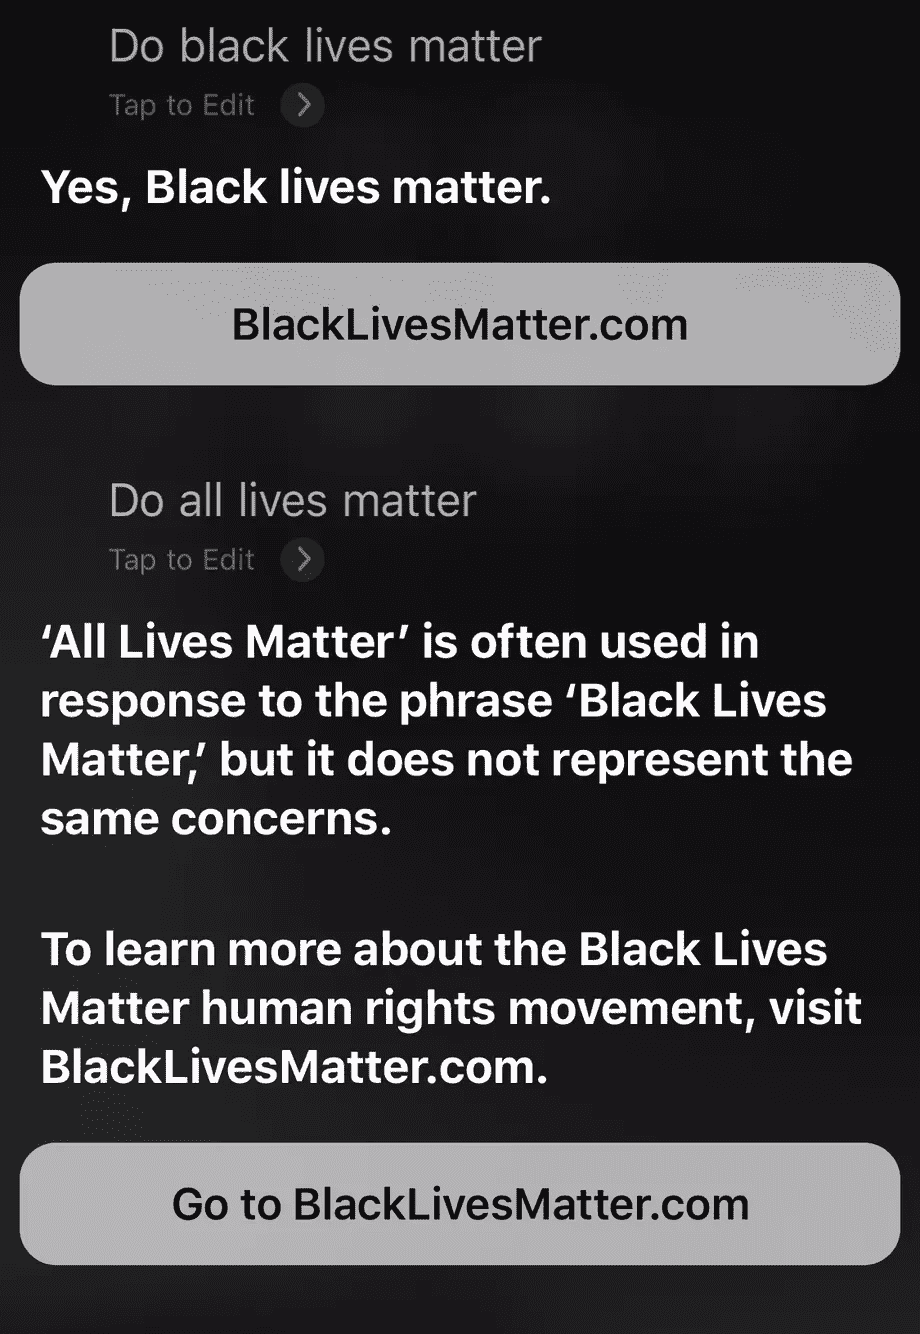 Do black lives matter
Tap to Edit
Yes, Black lives matter.
BlackLivesMatter.com
Do all lives matter
Tap to Edit
‘All Lives Matter’ is often used in
response to the phrase ‘Black Lives
Matter,’ but it does not represent the
same concerns.
To learn more about the Black Lives
Matter human rights movement, visit
BlackLivesMatter.com.
Go to BlackLivesMatter.com